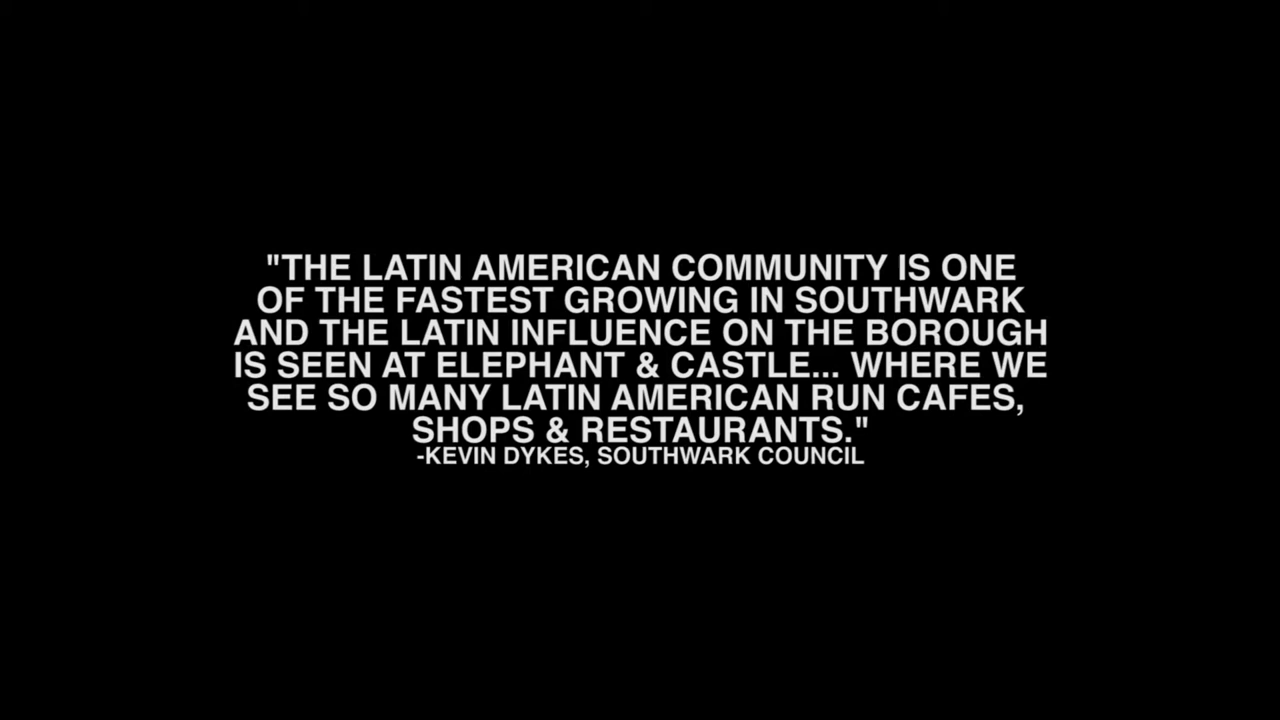 "THE LATIN AMERICAN COMMUNITY IS ONE
OF THE FASTEST GROWING IN SOUTHWARK
AND THE LATIN INFLUENCE ON THE BOROUGH
IS SEEN AT ELEPHANT & CASTLE... WHERE WE
SEE SO MANY LATIN AMERICAN RUN CAFES,
SHOPS & RESTAURANTS."
-KEVIN DYKES, SOUTHWARK COUNCIL